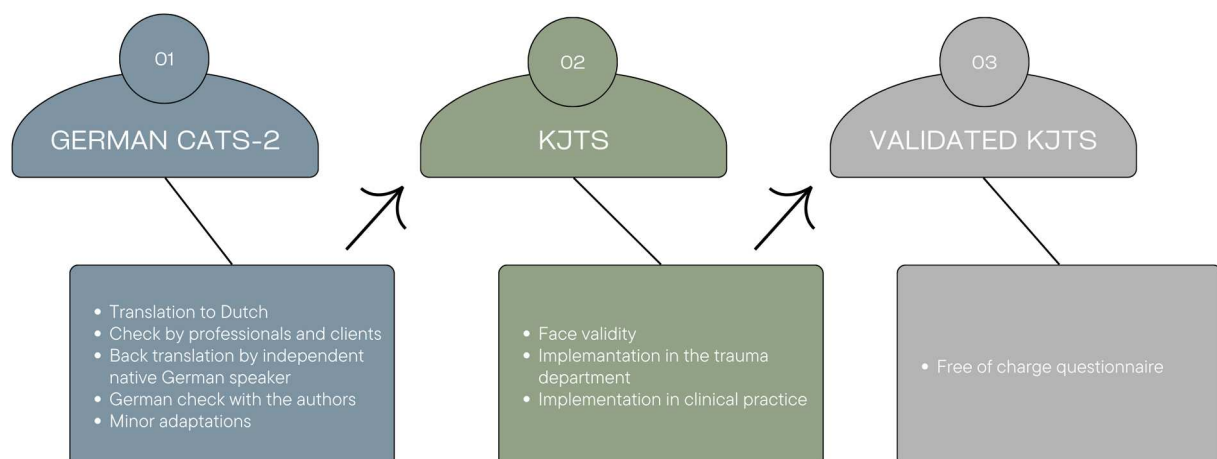 01
GERMAN CATS-2
• Translation to Dutch
• Check by professionals and clients
• Back translation by independent
native German speaker
• German check with the authors
• Minor adaptations
02
KJTS
• Face validity
• Implemantation in the trauma
department
• Implementation in clinical practice
03
VALIDATED KJTS
• Free of charge questionnaire